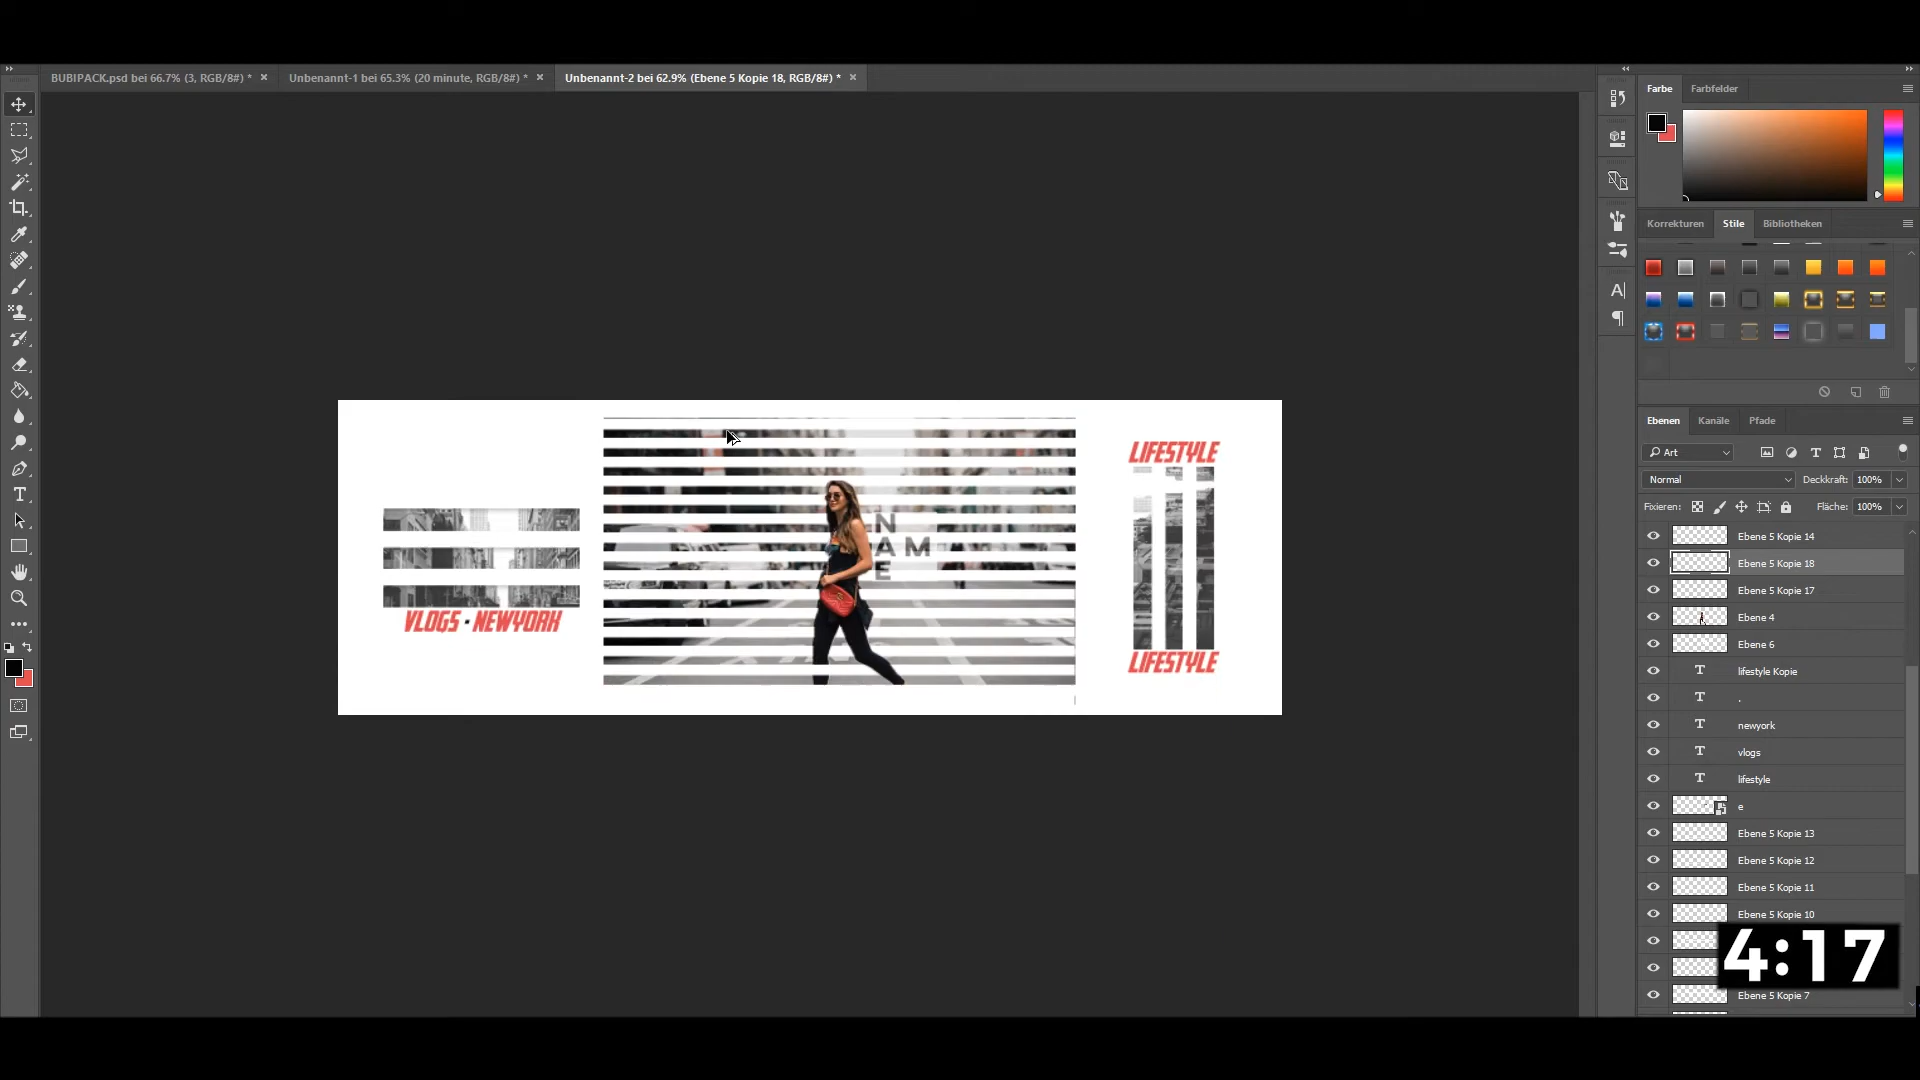 BUBIPACK.psd bei 66.7% (3, RGB/8#) *
Unbenannt-1 bei 65.3% (20 minute, RGB/8#) *
Unbenannt-2 bei 62.9% (Ebene 5 Kopie 18, RGB/8#) *
Farbe
Farbfelder
Korrekturen
Stile
Bibliotheken
Ebenen
Kanäle
Pfade
Art
Normal
Deckkraft: 100%
Fixieren:
Fläche: 100%
Ebene 5 Kopie 14
Ebene 5 Kopie 18
Ebene 5 Kopie 17
Ebene 4
Ebene 6
lifestyle Kopie
.
newyork
vlogs
lifestyle
e
Ebene 5 Kopie 13
Ebene 5 Kopie 12
Ebene 5 Kopie 11
Ebene 5 Kopie 10
Ebene 5 Kopie 7
4:17
VLOGS · NEWYORK
N
A M
E
LIFESTYLE
LIFESTYLE